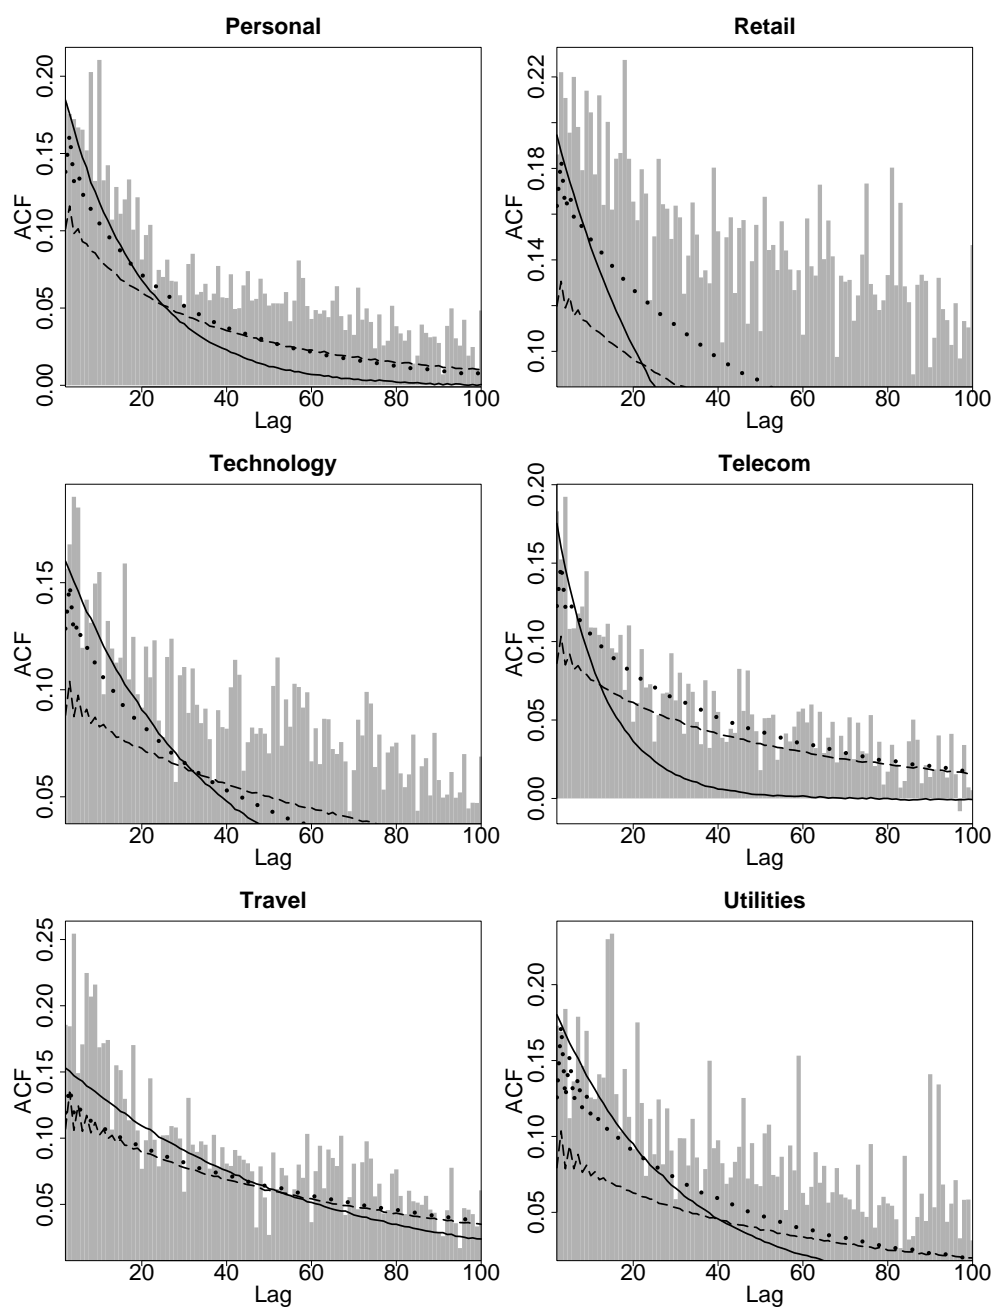 Personal
ACF
0.00 0.05 0.10 0.15 0.20
20 40 60 80 100
Lag
Retail
ACF
0.10 0.14 0.18 0.22
20 40 60 80 100
Lag
Technology
ACF
0.05 0.10 0.15
20 40 60 80 100
Lag
Telecom
ACF
0.00 0.05 0.10 0.15 0.20
20 40 60 80 100
Lag
Travel
ACF
0.05 0.10 0.15 0.20 0.25
20 40 60 80 100
Lag
Utilities
ACF
0.05 0.10 0.15 0.20
20 40 60 80 100
Lag